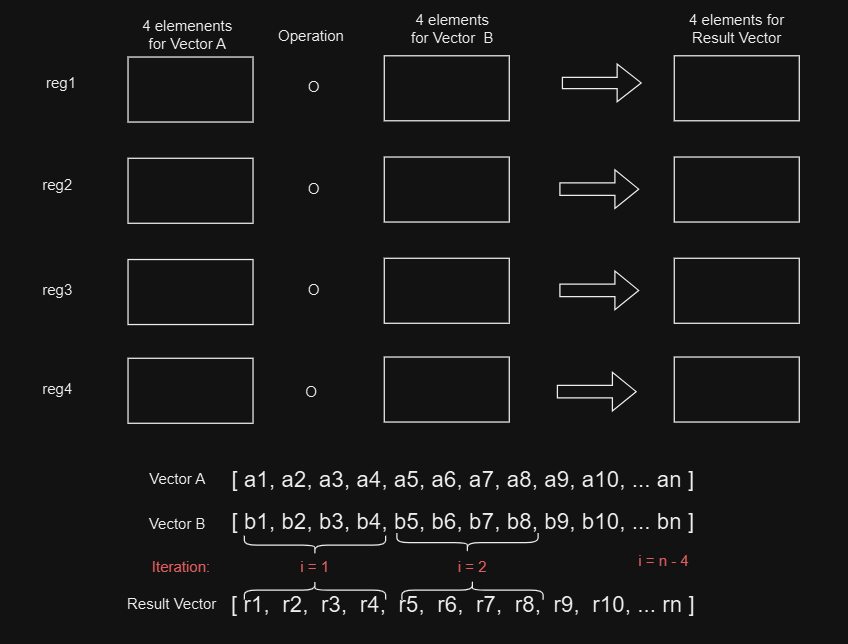 4 elemenents
for Vector A
Operation
4 elements
for Vector B
4 elements for
Result Vector
reg1
O
reg2
O
reg3
O
reg4
O
Vector A [ a1, a2, a3, a4, a5, a6, a7, a8, a9, a10, ... an ]
Vector B [ b1, b2, b3, b4, b5, b6, b7, b8, b9, b10, ... bn ]
Iteration: i = 1 i = 2 i = n - 4
Result Vector [ r1, r2, r3, r4, r5, r6, r7, r8, r9, r10, ... rn ]